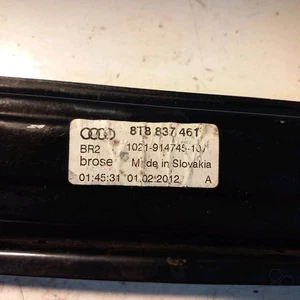 8T8 837 461
BR2 1021-914745-10
brose Made in Slovakia
01:45:31 01.02.2012 A